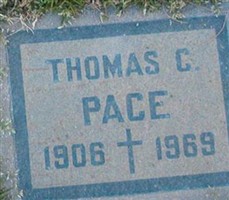 THOMAS C.
PACE
1906 † 1969